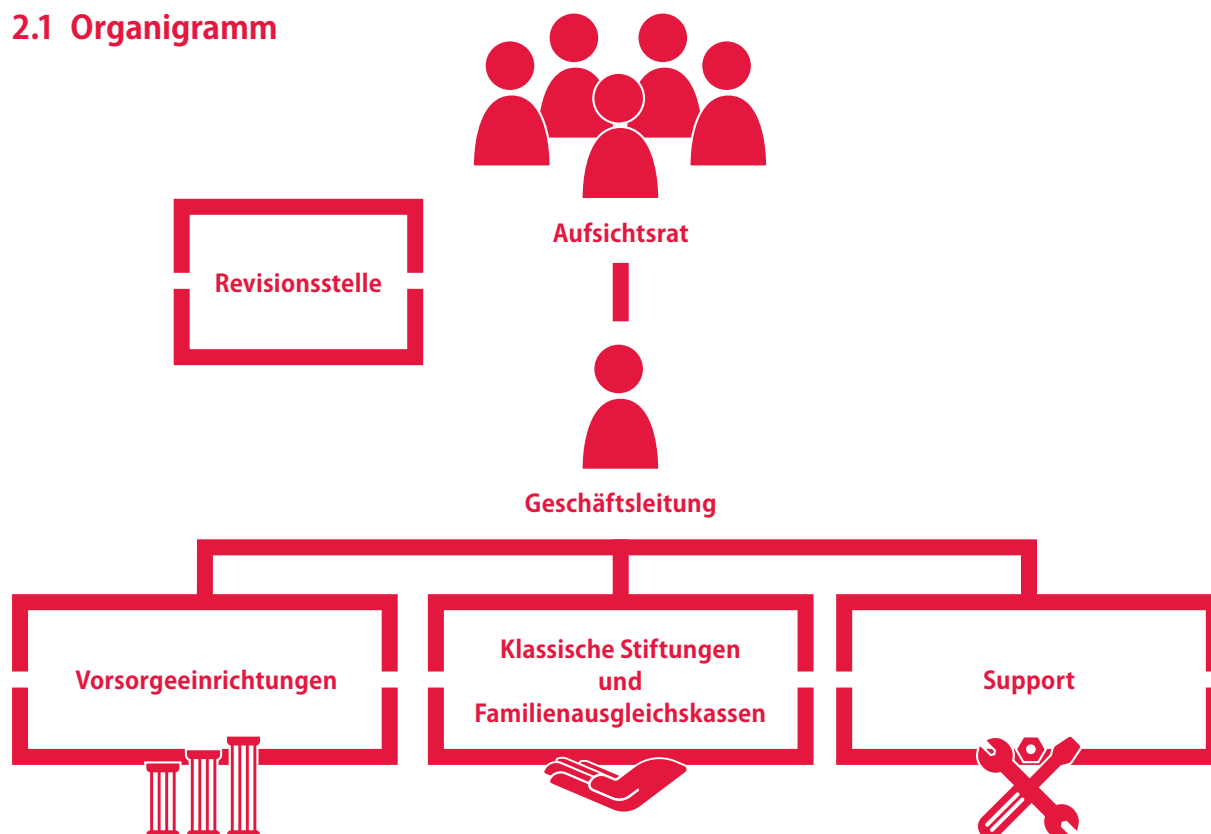 2.1 Organigramm
Aufsichtsrat
Revisionsstelle
Geschäftsleitung
Vorsorgeeinrichtungen
Klassische Stiftungen
und
Familienausgleichskassen
Support